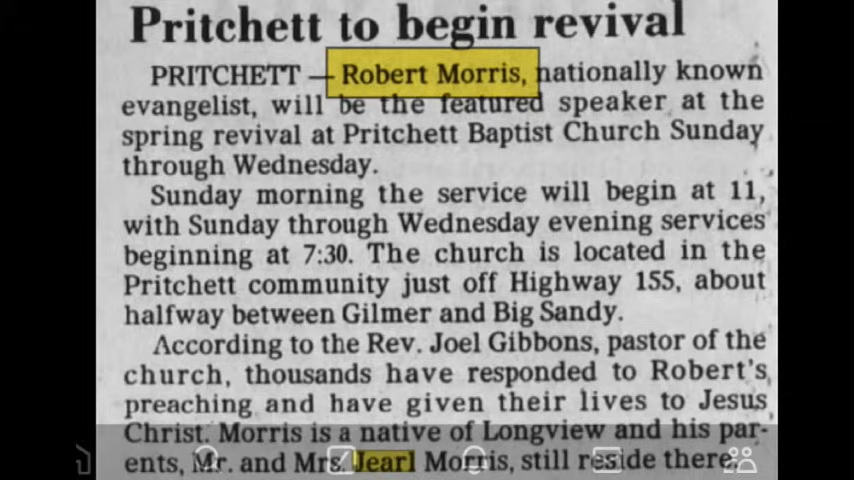 Pritchett to begin revival
PRITCHETT — Robert Morris, nationally known
evangelist, will be the featured speaker at the
spring revival at Pritchett Baptist Church Sunday
through Wednesday.
Sunday morning the service will begin at 11,
with Sunday through Wednesday evening services
beginning at 7:30. The church is located in the
Pritchett community just off Highway 155, about
halfway between Gilmer and Big Sandy.
According to the Rev. Joel Gibbons, pastor of the
church, thousands have responded to Robert's
preaching and have given their lives to Jesus
Christ. Morris is a native of Longview and his par-
ents, Mr. and Mrs. Jearl Morris, still reside there.